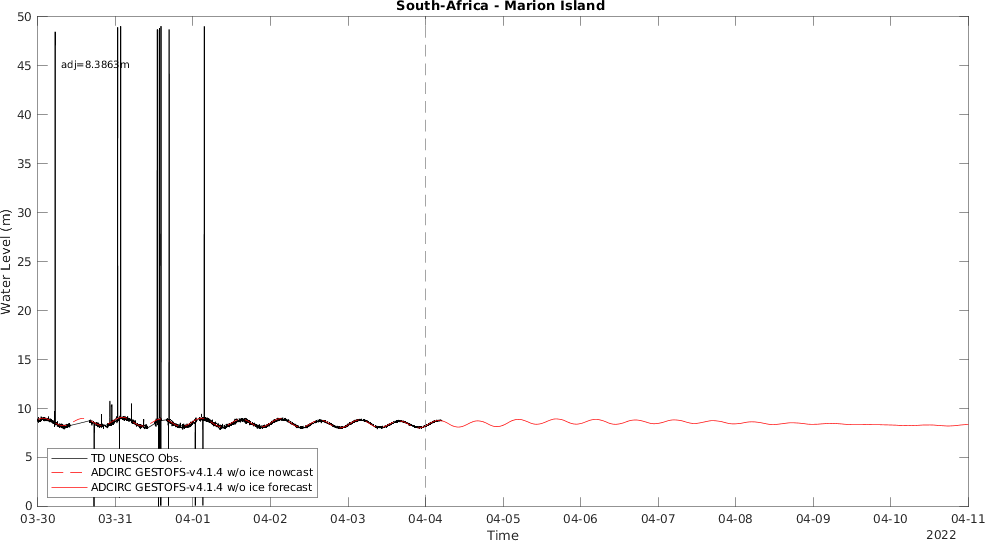 South-Africa - Marion Island
50
45
40
35
30
25
20
15
10
5
0
Water Level (m)
adj=8.3863m
TD UNESCO Obs.
ADCIRC GESTOFS-v4.1.4 w/o ice nowcast
ADCIRC GESTOFS-v4.1.4 w/o ice forecast
03-30 03-31 04-01 04-02 04-03 04-04 04-05 04-06 04-07 04-08 04-09 04-10 04-11
Time
2022